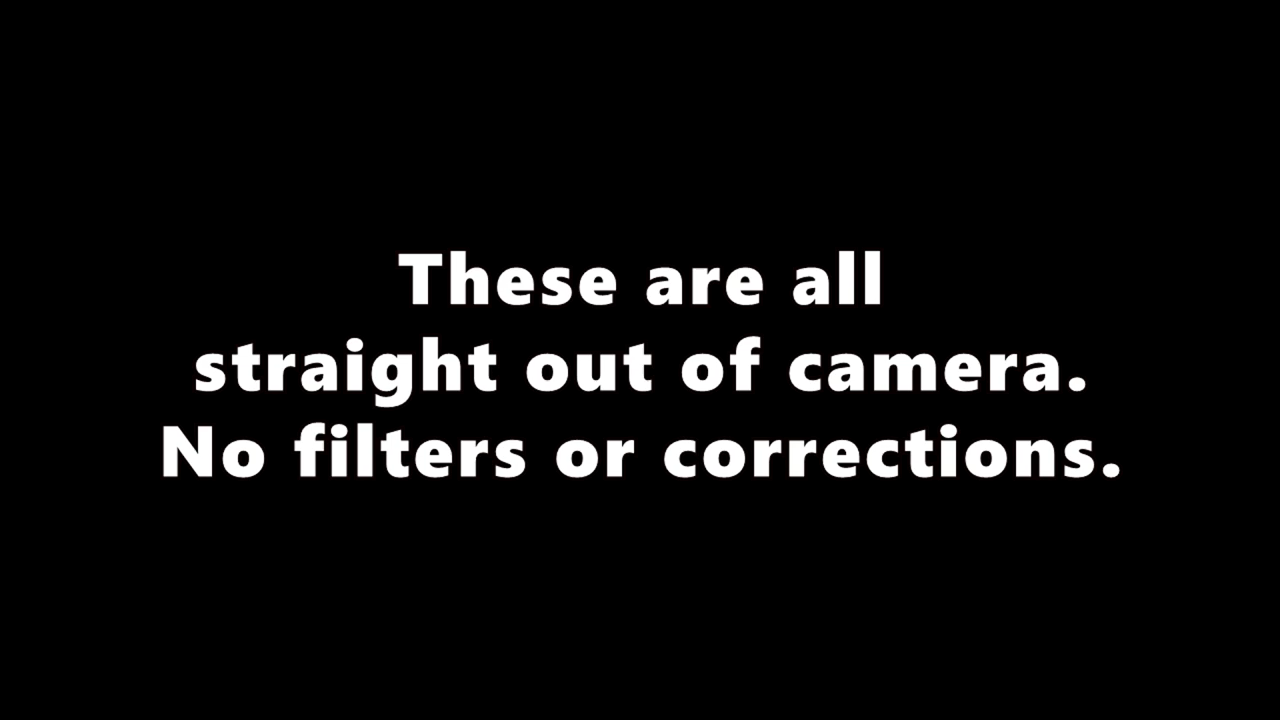 These are all
straight out of camera.
No filters or corrections.